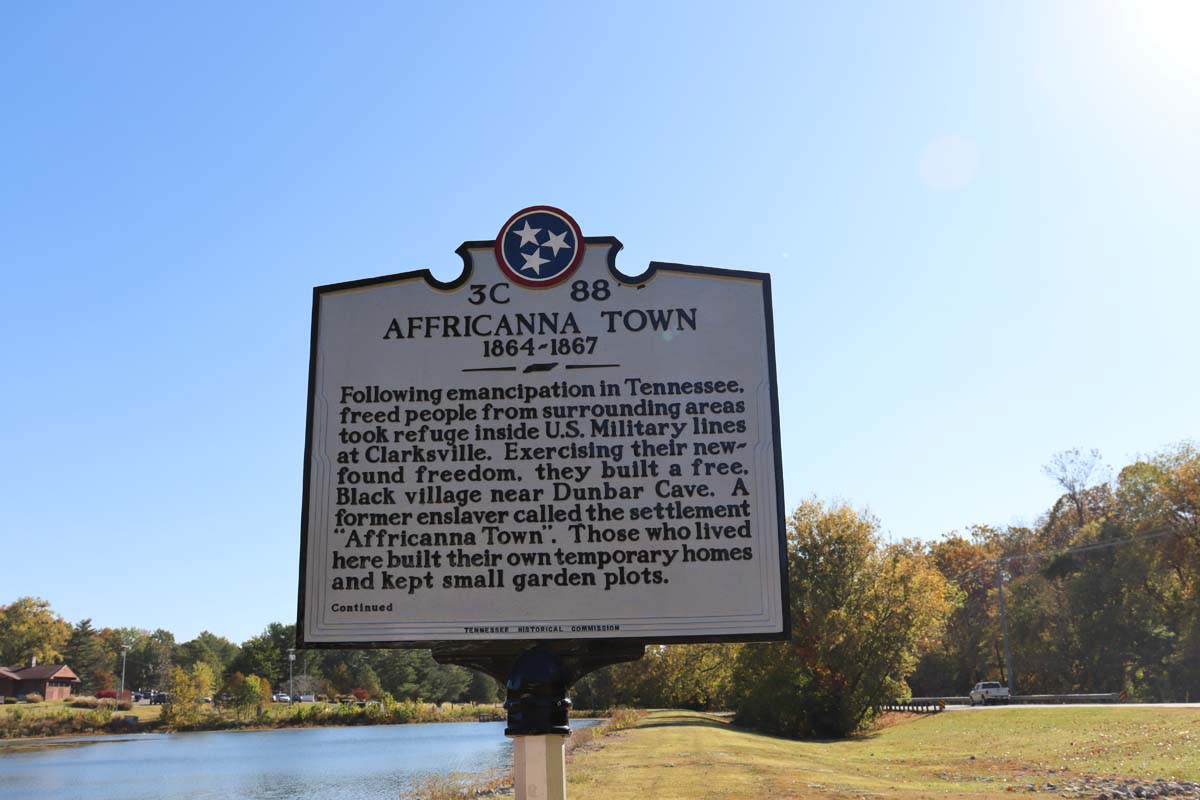 3C 88
AFFRICANNA TOWN
1864-1867
Following emancipation in Tennessee,
freed people from surrounding areas
took refuge inside U.S. Military lines
at Clarksville. Exercising their new-
found freedom, they built a free,
Black village near Dunbar Cave. A
former enslaver called the settlement
"Affricanna Town". Those who lived
here built their own temporary homes
and kept small garden plots.
Continued
TENNESSEE HISTORICAL COMMISSION